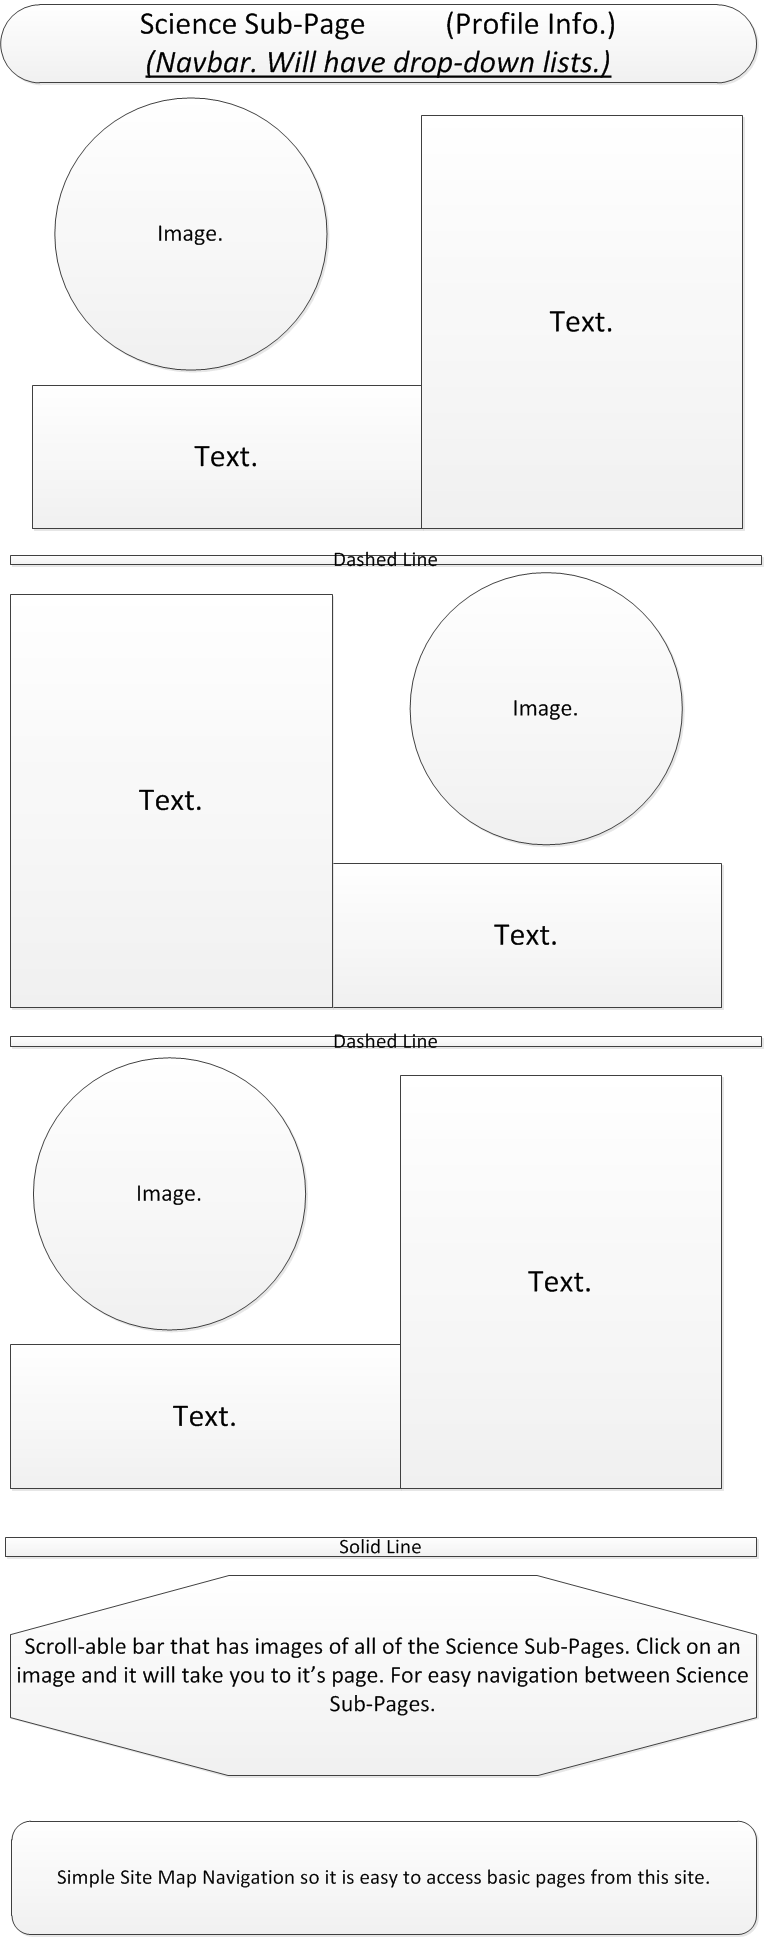 Science Sub-Page (Profile Info.)
(Navbar. Will have drop-down lists.)
Image.
Text.
Text.
Dashed Line
Image.
Text.
Text.
Dashed Line
Image.
Text.
Text.
Solid Line
Scroll-able bar that has images of all of the Science Sub-Pages. Click on an
image and it will take you to it’s page. For easy navigation between Science
Sub-Pages.
Simple Site Map Navigation so it is easy to access basic pages from this site.